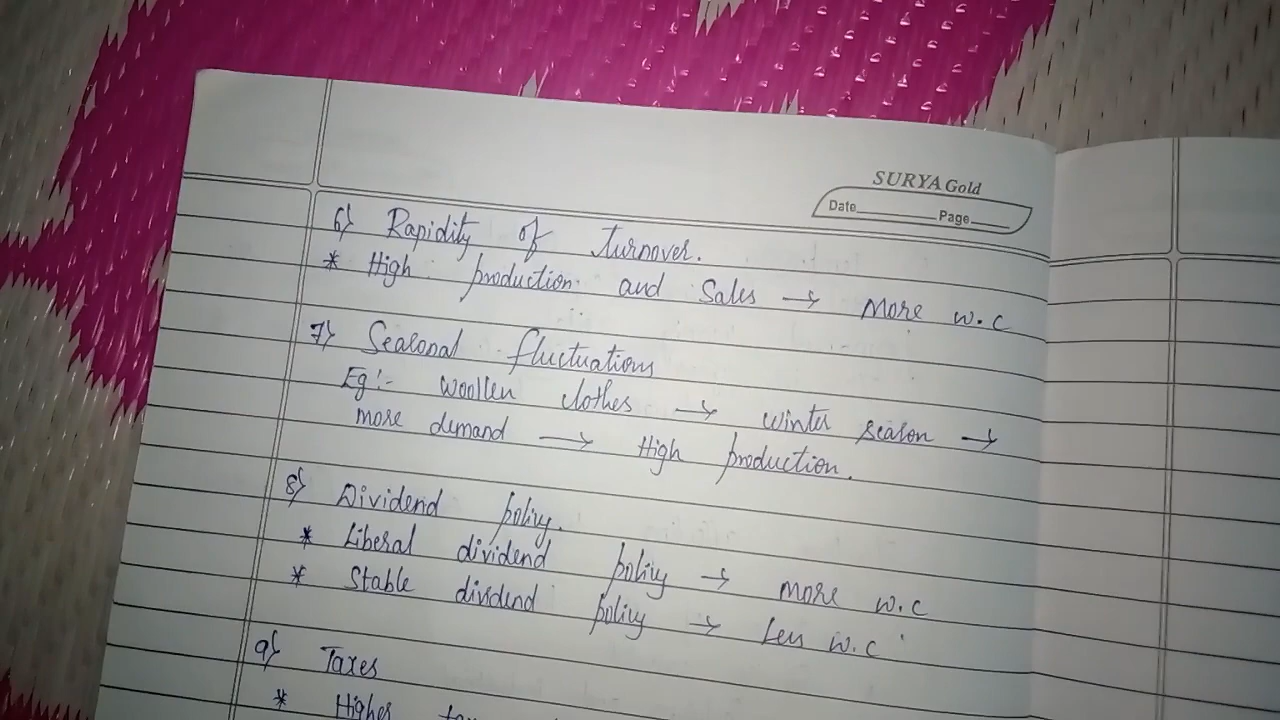 SURYA Gold
Date Page
6) Rapidity of turnover.
* High production and Sales → More w.c
7) Seasonal fluctuations
Eg:- woollen clothes → winter season →
more demand → High production.
8) Dividend policy.
* Liberal dividend policy → more w.c
* Stable dividend policy → Less w.c
9) Taxes
* Higher